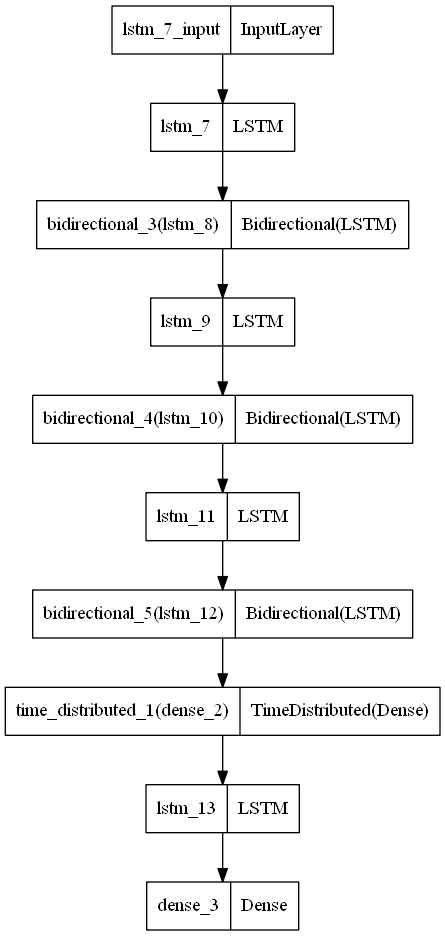 lstm_7_input InputLayer
lstm_7 LSTM
bidirectional_3(lstm_8) Bidirectional(LSTM)
lstm_9 LSTM
bidirectional_4(lstm_10) Bidirectional(LSTM)
lstm_11 LSTM
bidirectional_5(lstm_12) Bidirectional(LSTM)
time_distributed_1(dense_2) TimeDistributed(Dense)
lstm_13 LSTM
dense_3 Dense